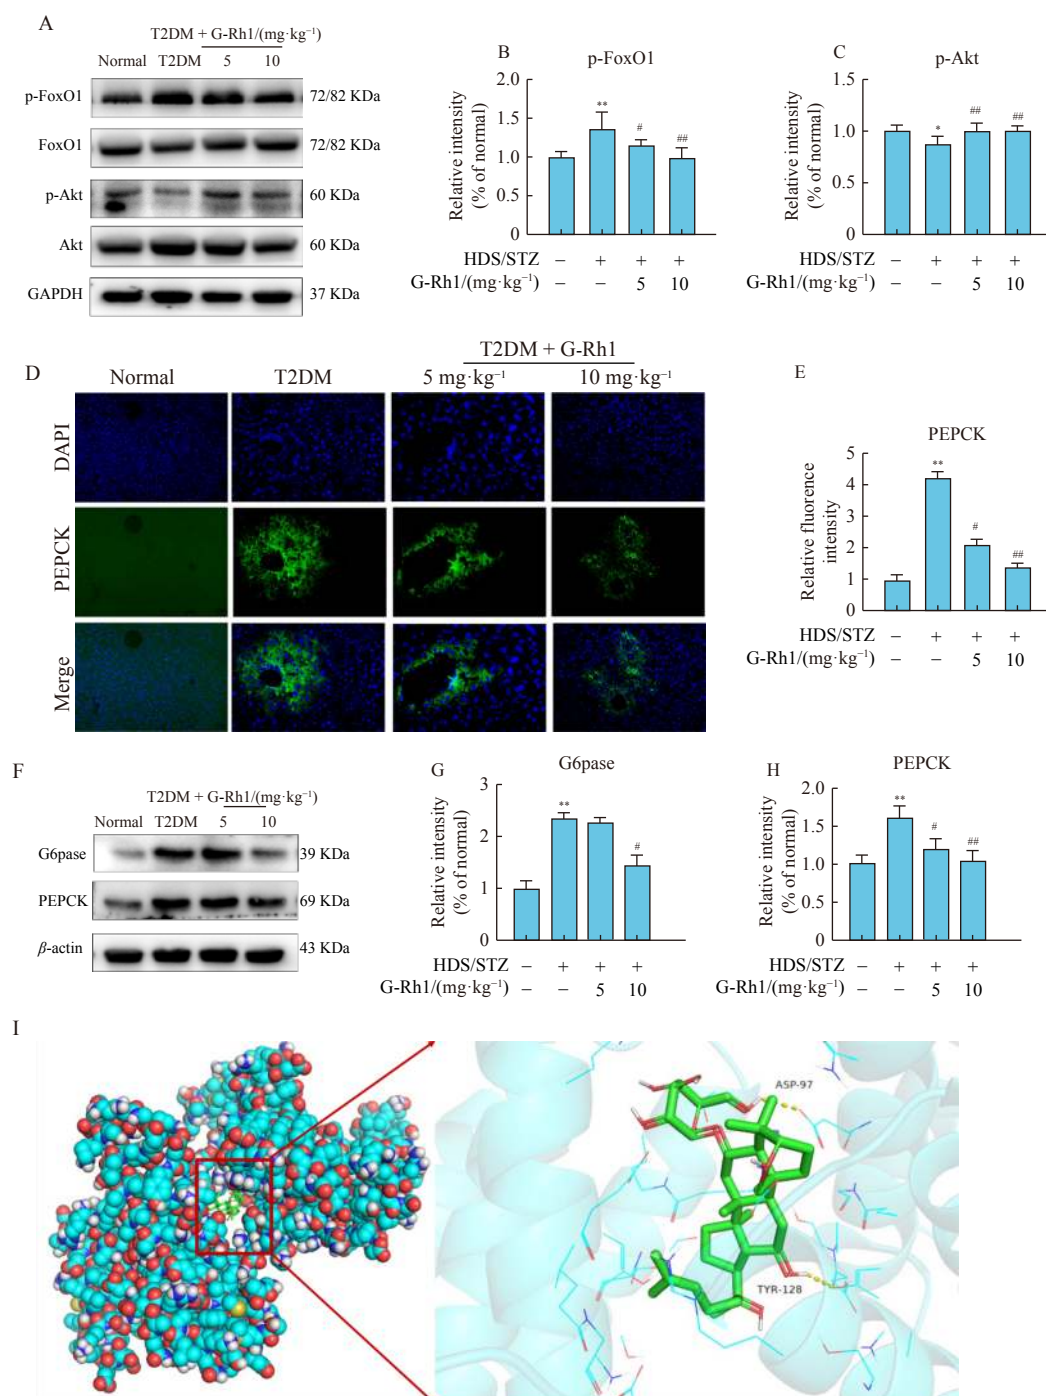 A
T2DM + G-Rh1/(mg·kg⁻¹)
Normal T2DM 5 10
p-FoxO1 72/82 KDa
FoxO1 72/82 KDa
p-Akt 60 KDa
Akt 60 KDa
GAPDH 37 KDa
B
p-FoxO1
Relative intensity
(% of normal)
2.0
1.5
1.0
0.5
0
** # ##
HDS/STZ − + + +
G-Rh1/(mg·kg⁻¹) − − 5 10
C
p-Akt
Relative intensity
(% of normal)
1.5
1.0
0.5
0
* ## ##
HDS/STZ − + + +
G-Rh1/(mg·kg⁻¹) − − 5 10
D
T2DM + G-Rh1
Normal T2DM 5 mg·kg⁻¹ 10 mg·kg⁻¹
DAPI
PEPCK
Merge
E
PEPCK
Relative fluorence
intensity
5
4
3
2
1
0
** # ##
HDS/STZ − + + +
G-Rh1/(mg·kg⁻¹) − − 5 10
F
T2DM + G-Rh1/(mg·kg⁻¹)
Normal T2DM 5 10
G6pase 39 KDa
PEPCK 69 KDa
β-actin 43 KDa
G
G6pase
Relative intensity
(% of normal)
3
2
1
0
** #
HDS/STZ − + + +
G-Rh1/(mg·kg⁻¹) − − 5 10
H
PEPCK
Relative intensity
(% of normal)
2.0
1.5
1.0
0.5
0
** # ##
HDS/STZ − + + +
G-Rh1/(mg·kg⁻¹) − − 5 10
I
ASP-97
TYR-128